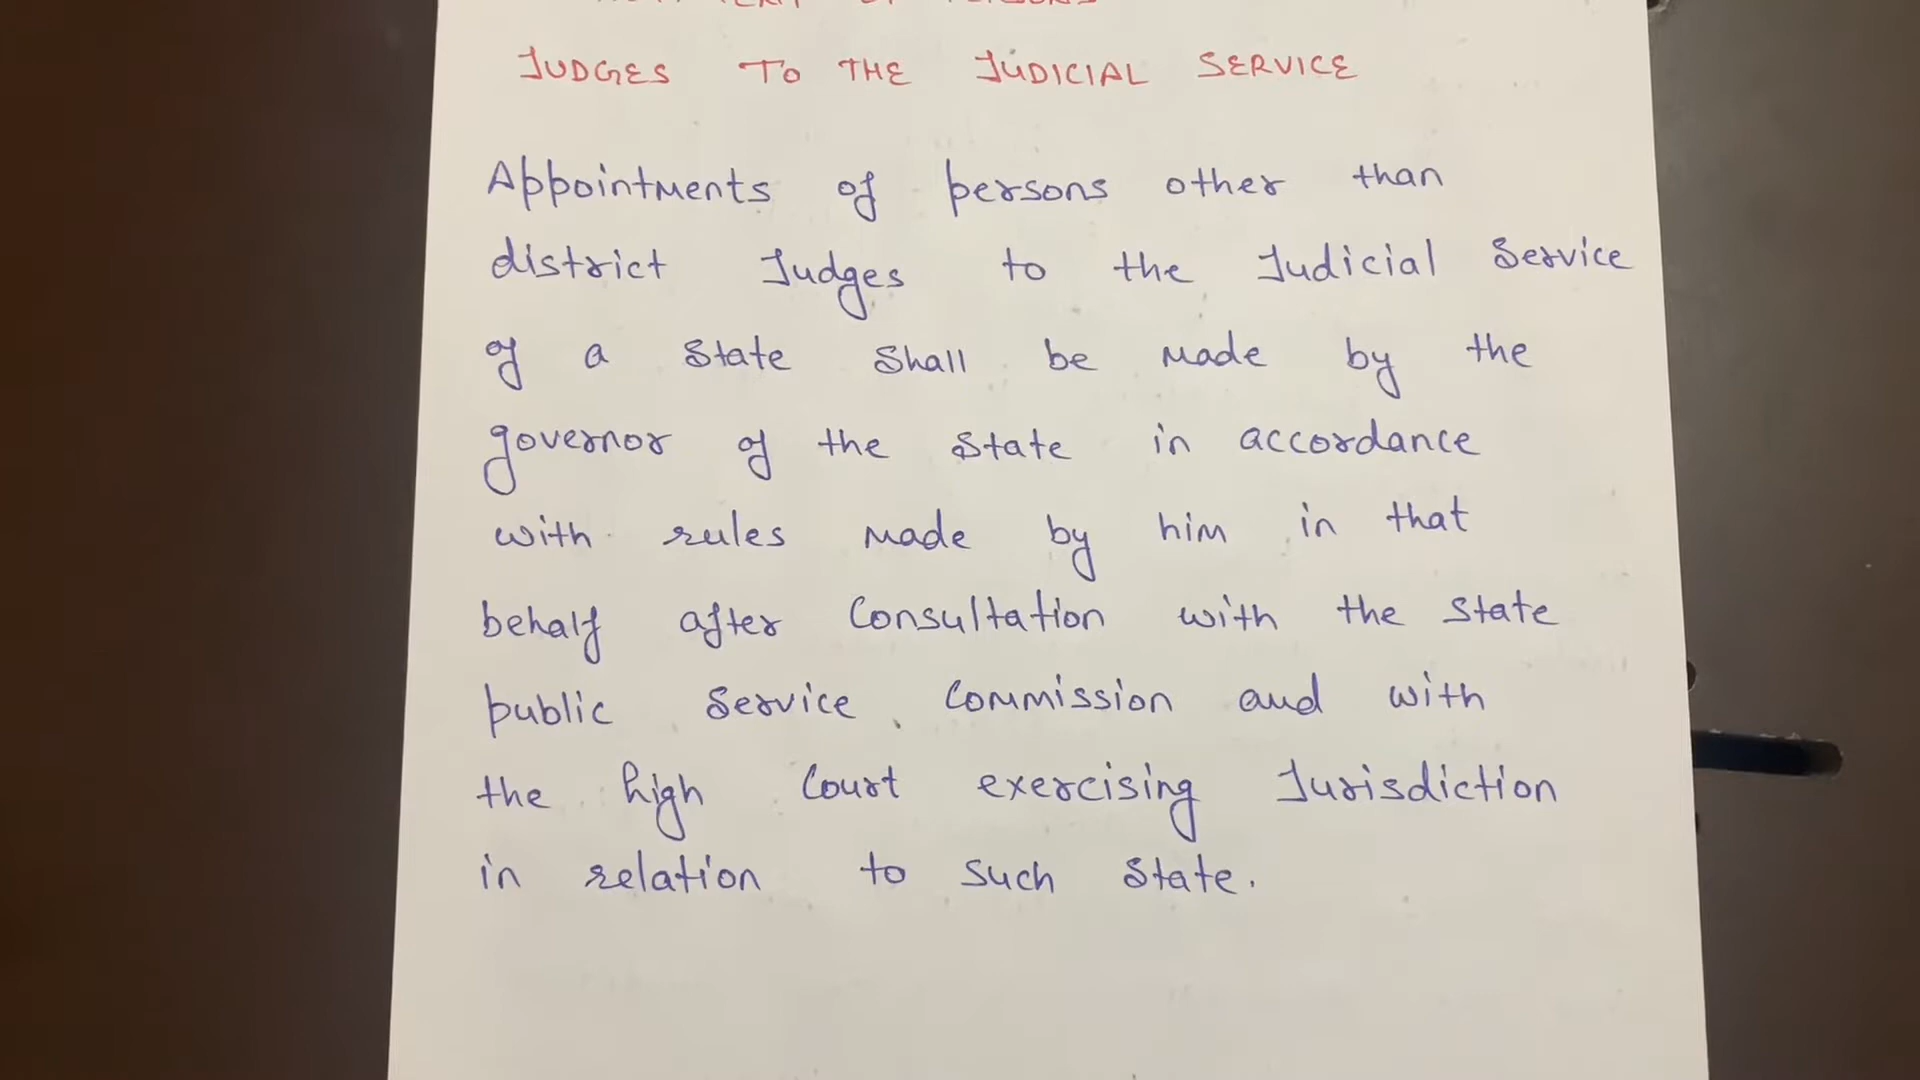 JUDGES TO THE JUDICIAL SERVICE
Appointments of persons other than
district Judges to the Judicial Service
of a State Shall be made by the
governor of the State in accordance
with rules made by him in that
behalf after Consultation with the State
public Service Commission and with
the high Court exercising Jurisdiction
in relation to such State.